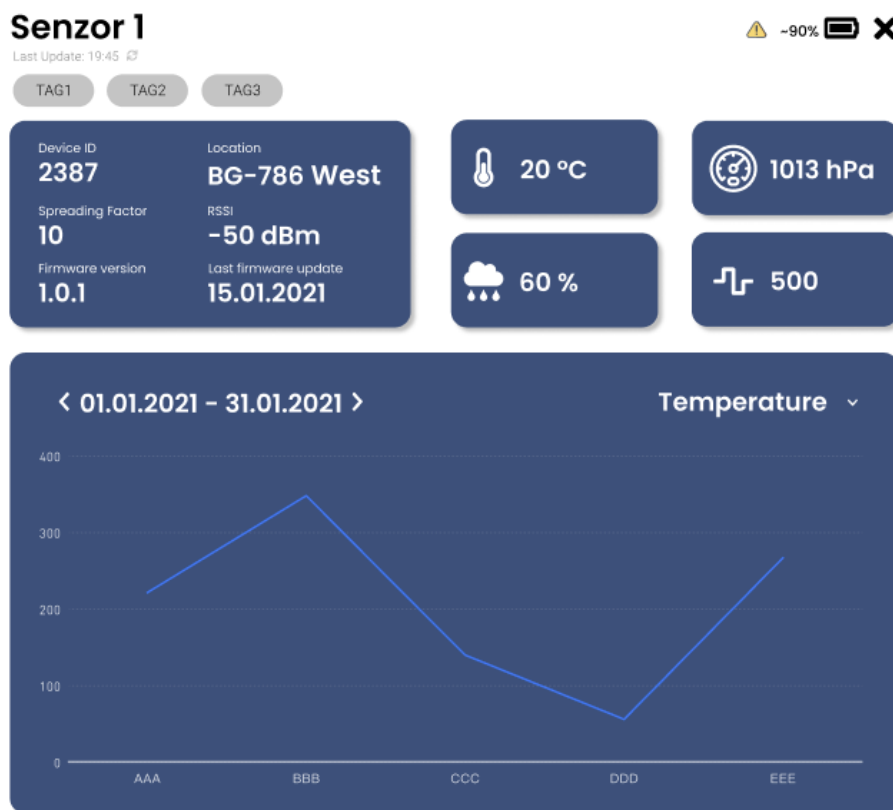 Senzor 1
~90%
Last Update: 19:45
TAG1 TAG2 TAG3
Device ID
2387
Location
BG-786 West
Spreading Factor
10
RSSI
-50 dBm
Firmware version
1.0.1
Last firmware update
15.01.2021
20 °C
1013 hPa
60 %
500
01.01.2021 - 31.01.2021
Temperature
400
300
200
100
0
AAA BBB CCC DDD EEE